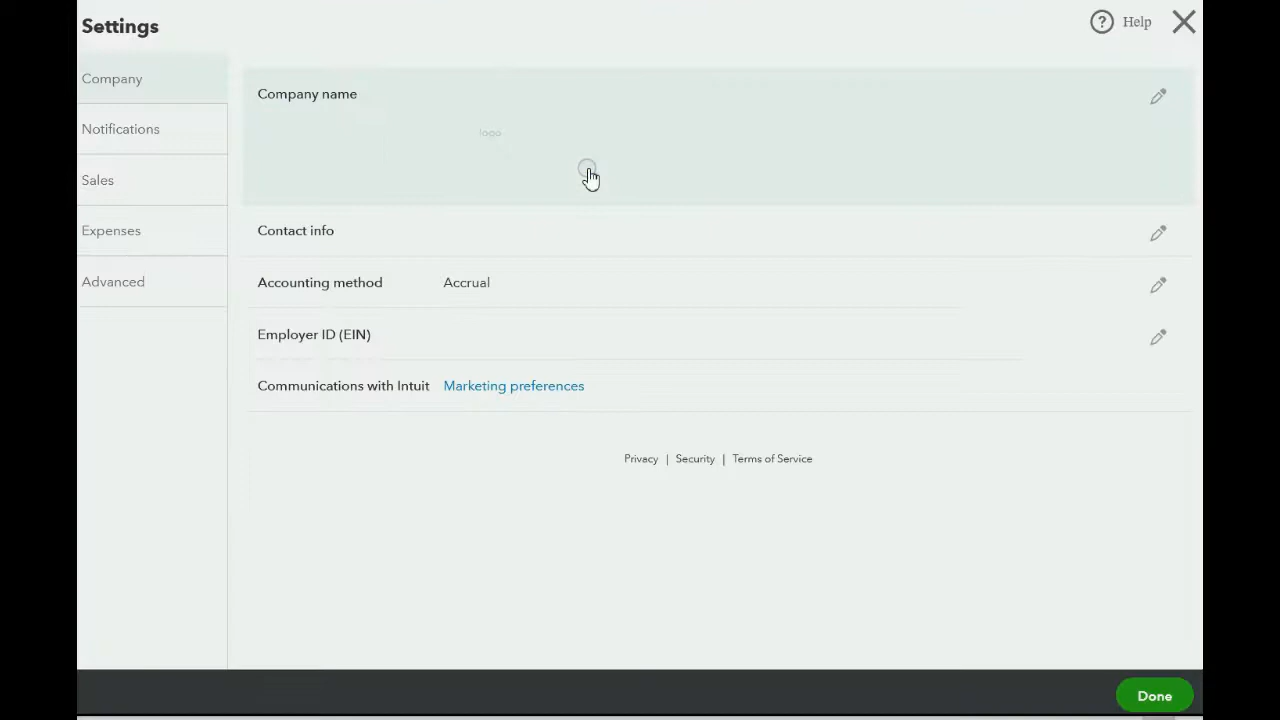 Settings
Help
Company
Notifications
Sales
Expenses
Advanced
Company name
logo
Contact info
Accounting method Accrual
Employer ID (EIN)
Communications with Intuit Marketing preferences
Privacy | Security | Terms of Service
Done